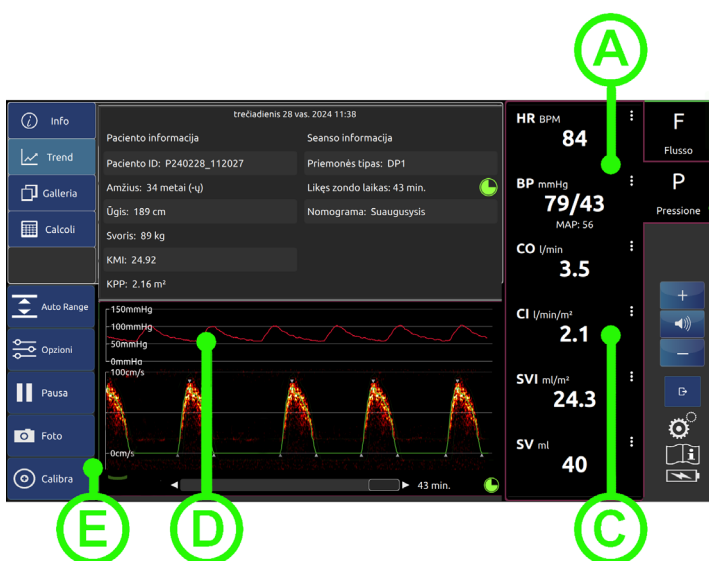 A
Info
Trend
Galleria
Calcoli
Auto Range
Opzioni
Pausa
Foto
Calibra
trečiadienis 28 vas. 2024 11:38
Paciento informacija
Seanso informacija
Paciento ID: P240228_112027
Priemonės tipas: DP1
Amžius: 34 metai (-ų)
Likęs zondo laikas: 43 min.
Ūgis: 189 cm
Nomograma: Suaugusysis
Svoris: 89 kg
KMI: 24.92
KPP: 2.16 m²
150mmHg
100mmHg
50mmHg
0mmHg
100cm/s
0cm/s
43 min.
HR BPM
84
BP mmHg
79/43
MAP: 56
CO l/min
3.5
CI l/min/m²
2.1
SVI ml/m²
24.3
SV ml
40
F
Flusso
P
Pressione
E
D
C